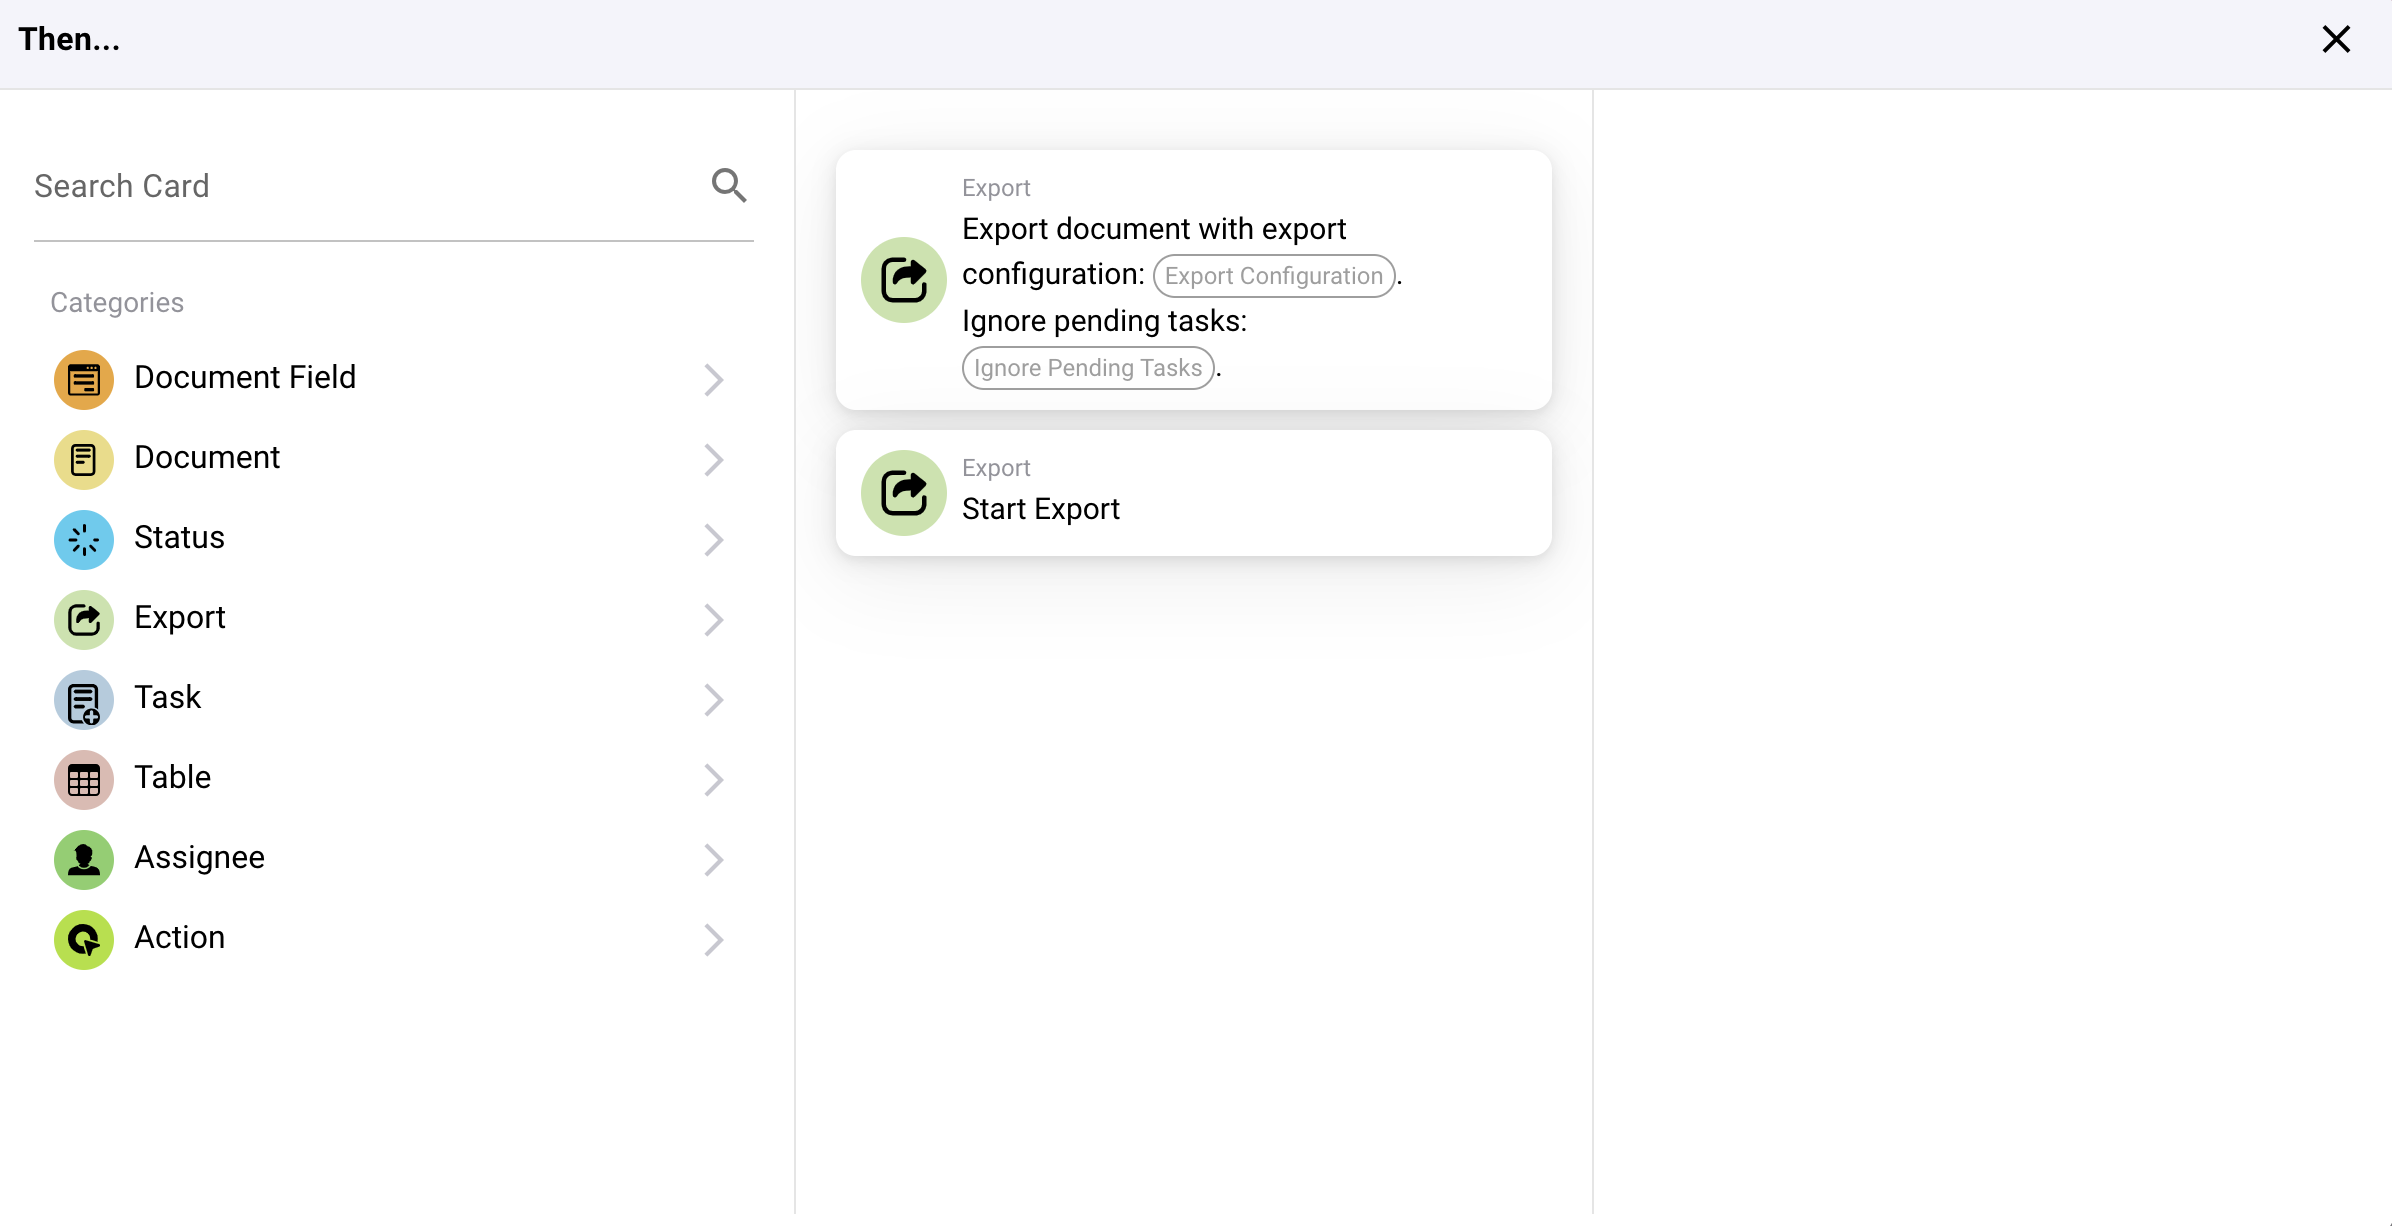 Then...
Search Card
Categories
Document Field
Document
Status
Export
Task
Table
Assignee
Action
Export
Export document with export
configuration: Export Configuration.
Ignore pending tasks:
Ignore Pending Tasks.
Export
Start Export